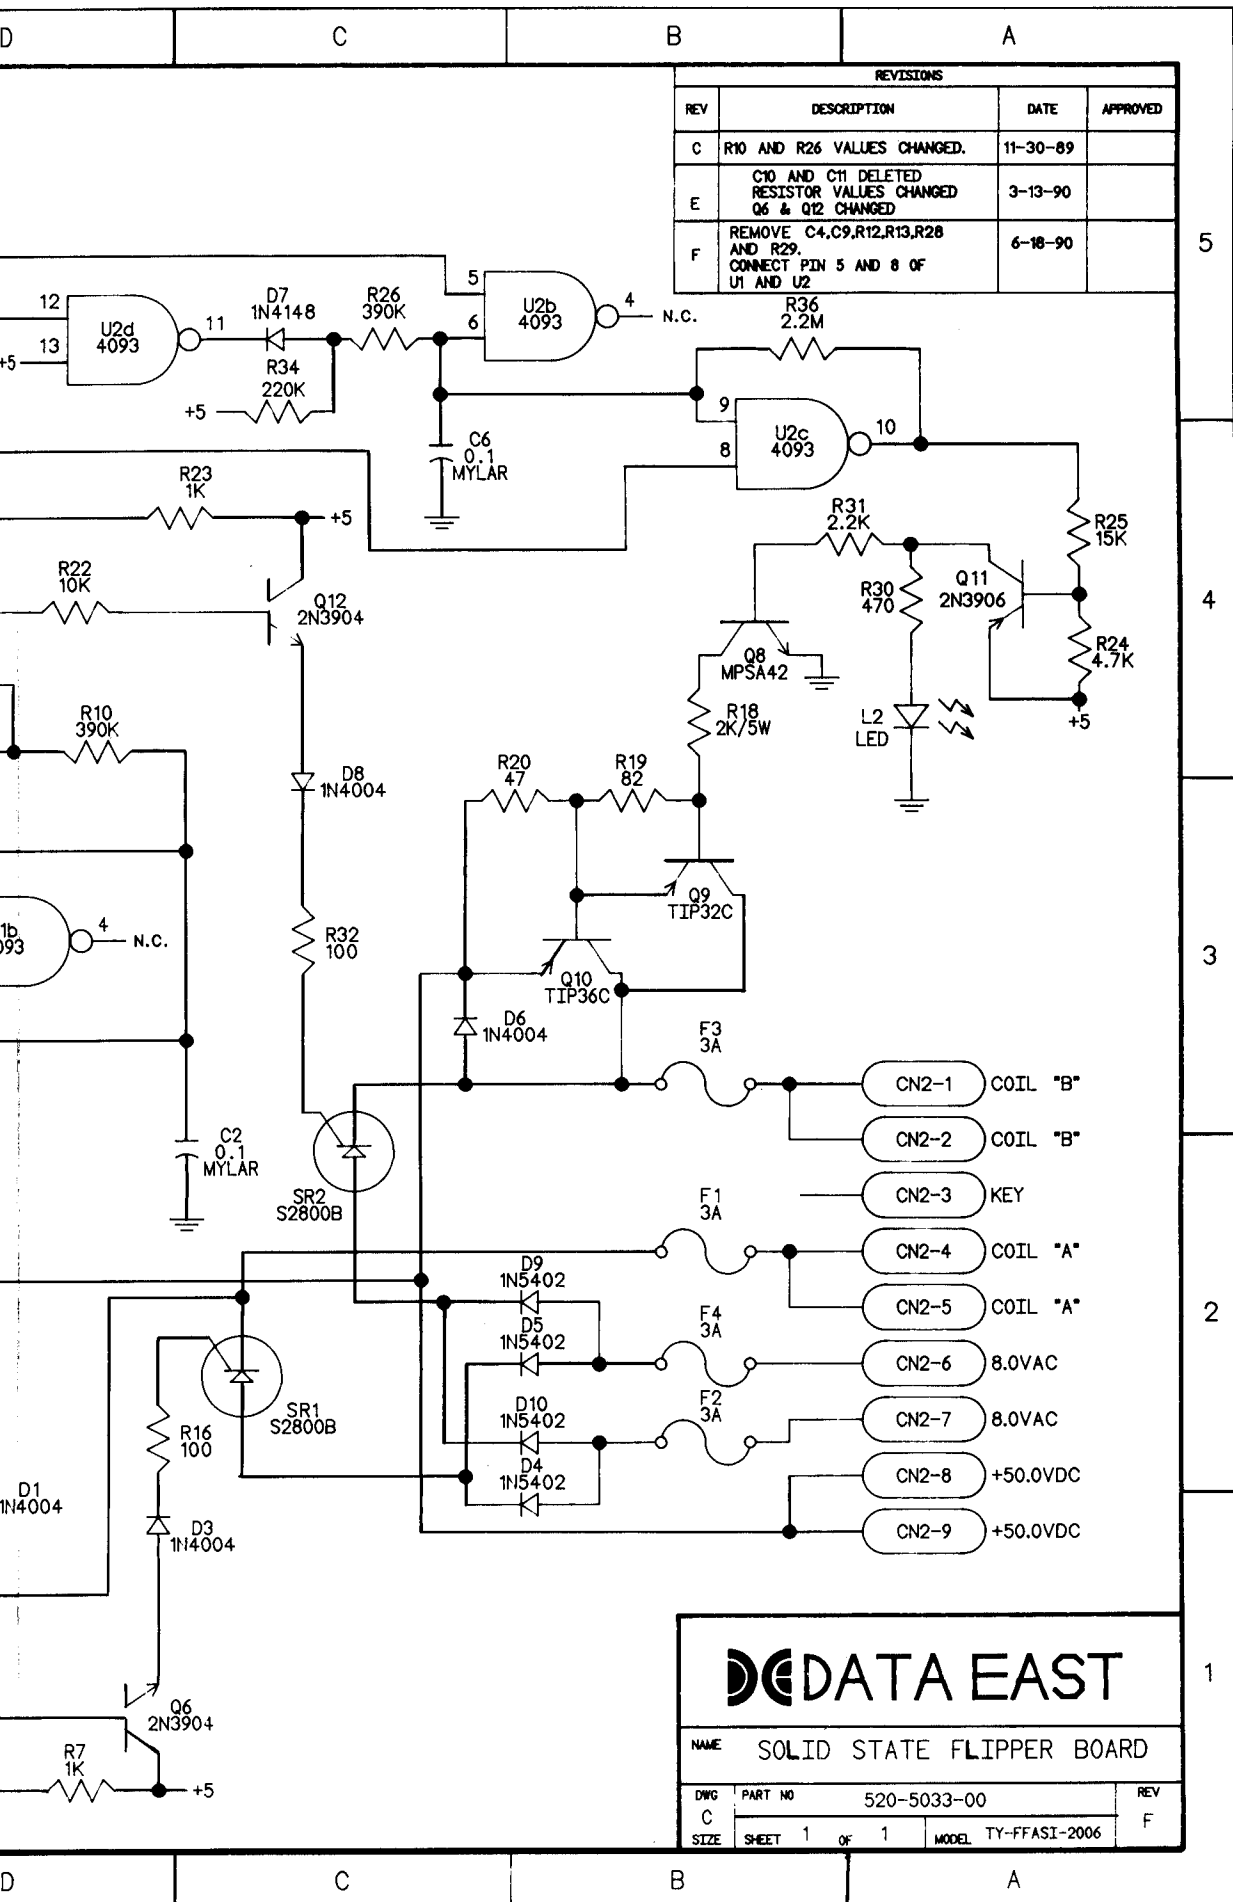 D C B A
REVISIONS
REV DESCRIPTION DATE APPROVED
C R10 AND R26 VALUES CHANGED. 11-30-89
E C10 AND C11 DELETED
RESISTOR VALUES CHANGED
Q6 & Q12 CHANGED 3-13-90
F REMOVE C4,C9,R12,R13,R28
AND R29.
CONNECT PIN 5 AND 8 OF
U1 AND U2 6-18-90
5
12
13
+5
U2d
4093
11
D7
1N4148
R26
390K
R34
220K
+5
5
6
U2b
4093
4
N.C.
R36
2.2M
C6
0.1
MYLAR
9
8
U2c
4093
10
R23
1K
+5
R31
2.2K
R25
15K
R22
10K
Q12
2N3904
R30
470
Q11
2N3906
4
R24
4.7K
+5
Q8
MPSA42
R10
390K
R18
2K/5W
L2
LED
D8
1N4004
R20
47
R19
82
Q9
TIP32C
1b
093
4
N.C.
R32
100
3
Q10
TIP36C
D6
1N4004
F3
3A
CN2-1 COIL "B"
CN2-2 COIL "B"
C2
0.1
MYLAR
SR2
S2800B
F1
3A
CN2-3 KEY
CN2-4 COIL "A"
D9
1N5402
CN2-5 COIL "A"
2
D5
1N5402
F4
3A
CN2-6 8.0VAC
SR1
S2800B
R16
100
D10
1N5402
F2
3A
CN2-7 8.0VAC
D4
1N5402
CN2-8 +50.0VDC
D1
1N4004
D3
1N4004
CN2-9 +50.0VDC
DATA EAST
1
Q6
2N3904
NAME SOLID STATE FLIPPER BOARD
R7
1K
+5
DWG
C
SIZE
PART NO 520-5033-00
REV
F
SHEET 1 OF 1 MODEL TY-FFASI-2006
D C B A